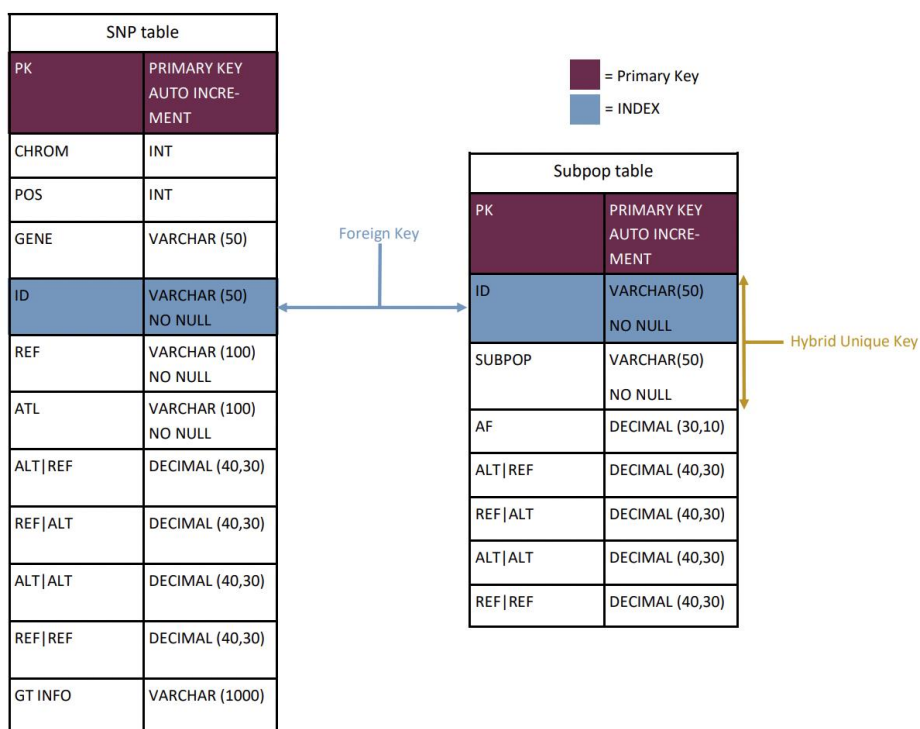 SNP table
PK PRIMARY KEY
AUTO INCRE-
MENT
CHROM INT
POS INT
GENE VARCHAR (50)
ID VARCHAR (50)
NO NULL
REF VARCHAR (100)
NO NULL
ATL VARCHAR (100)
NO NULL
ALT|REF DECIMAL (40,30)
REF|ALT DECIMAL (40,30)
ALT|ALT DECIMAL (40,30)
REF|REF DECIMAL (40,30)
GT INFO VARCHAR (1000)
Foreign Key
= Primary Key
= INDEX
Subpop table
PK PRIMARY KEY
AUTO INCRE-
MENT
ID VARCHAR(50)
NO NULL
SUBPOP VARCHAR(50)
NO NULL
AF DECIMAL (30,10)
ALT|REF DECIMAL (40,30)
REF|ALT DECIMAL (40,30)
ALT|ALT DECIMAL (40,30)
REF|REF DECIMAL (40,30)
Hybrid Unique Key